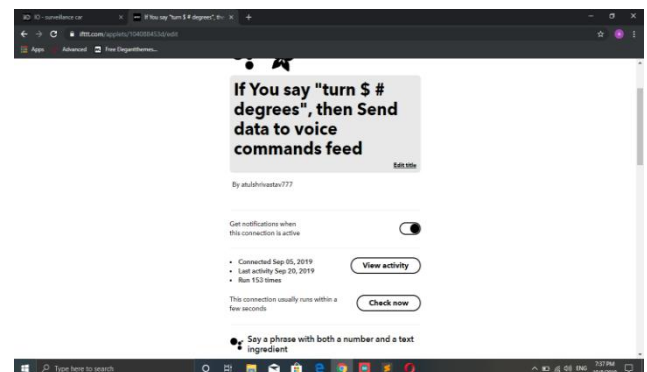 IO - surveillance car
If You say "turn $ # degrees", the
ifttt.com/applets/104088453d/edit
Apps
Advanced
Free Degantthemes...
If You say "turn $ #
degrees", then Send
data to voice
commands feed
Edit title
By atulshrivastav777
Get notifications when
this connection is active
Connected Sep 05, 2019
Last activity Sep 20, 2019
Run 153 times
View activity
This connection usually runs within a
few seconds
Check now
Say a phrase with both a number and a text
ingredient
Type here to search
ENG
7:37 PM